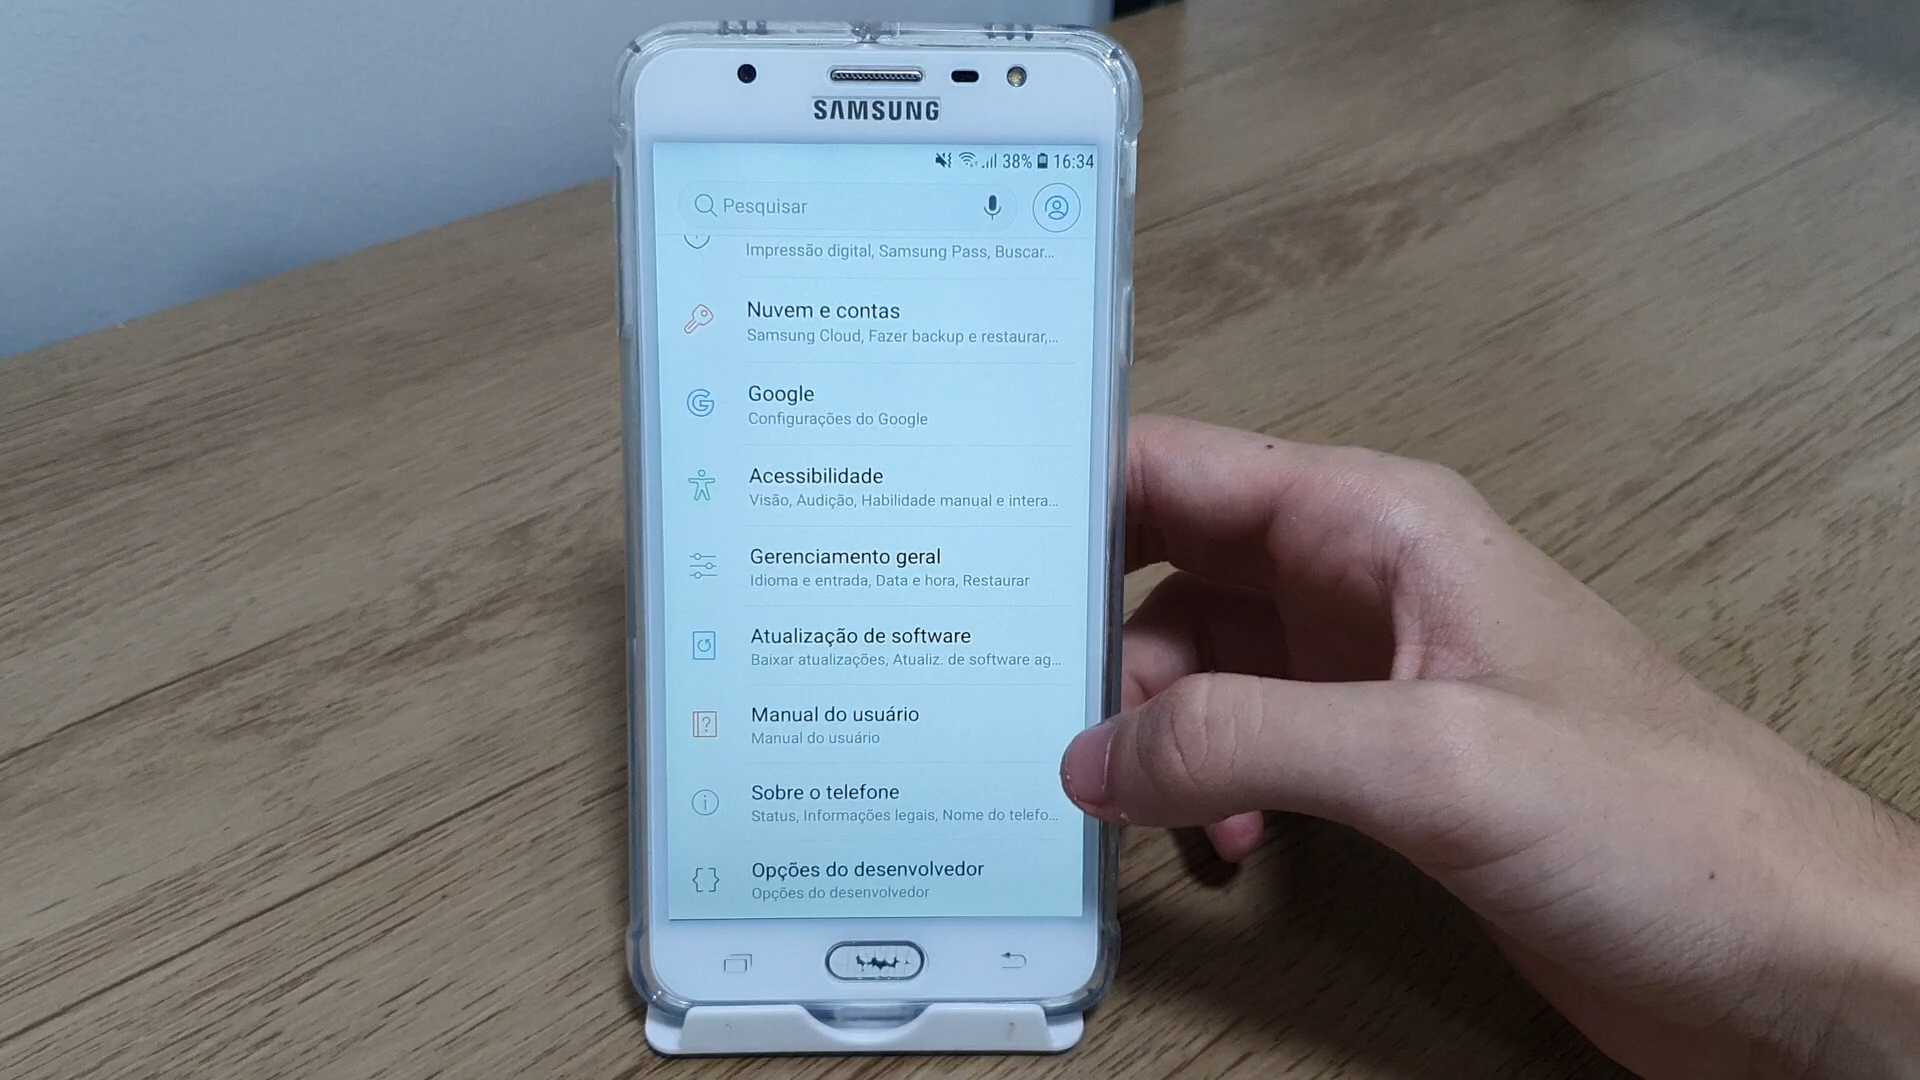 SAMSUNG
38% 16:34
Pesquisar
Impressão digital, Samsung Pass, Buscar...
Nuvem e contas
Samsung Cloud, Fazer backup e restaurar,...
Google
Configurações do Google
Acessibilidade
Visão, Audição, Habilidade manual e intera...
Gerenciamento geral
Idioma e entrada, Data e hora, Restaurar
Atualização de software
Baixar atualizações, Atualiz. de software ag...
Manual do usuário
Manual do usuário
Sobre o telefone
Status, Informações legais, Nome do telefo...
Opções do desenvolvedor
Opções do desenvolvedor